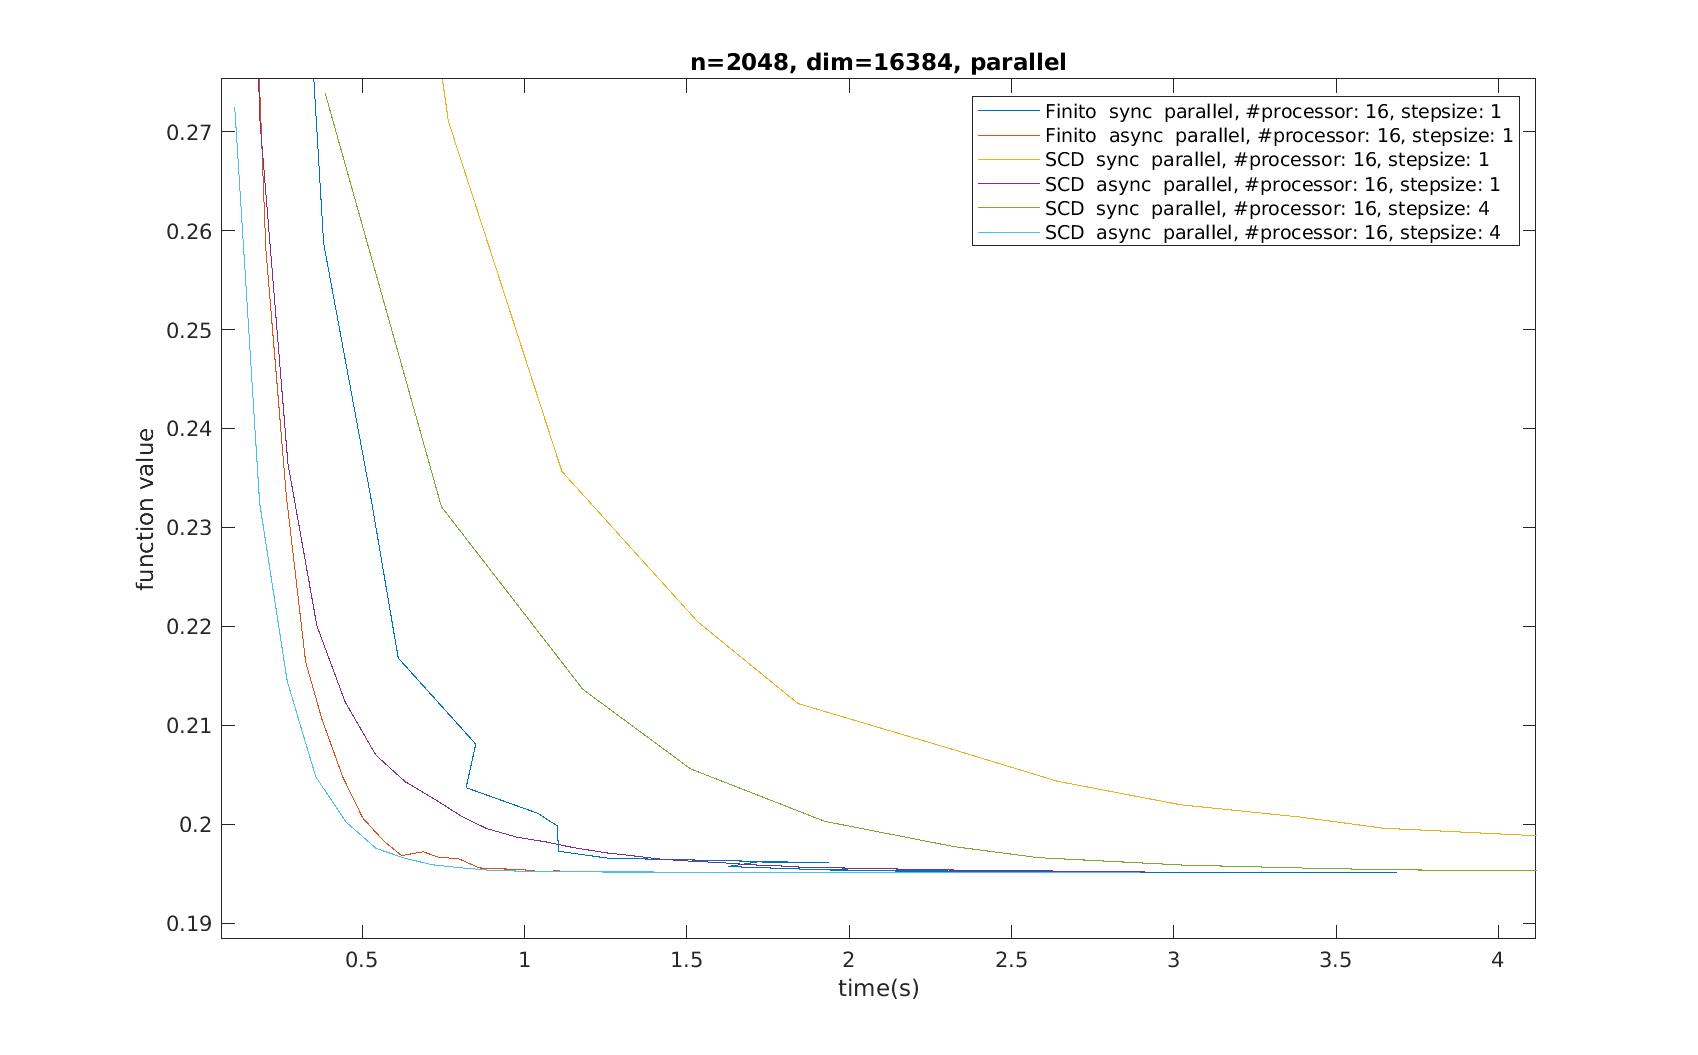 n=2048, dim=16384, parallel
Finito  sync  parallel, #processor: 16, stepsize: 1
Finito  async  parallel, #processor: 16, stepsize: 1
SCD  sync  parallel, #processor: 16, stepsize: 1
SCD  async  parallel, #processor: 16, stepsize: 1
SCD  sync  parallel, #processor: 16, stepsize: 4
SCD  async  parallel, #processor: 16, stepsize: 4
0.27
0.26
0.25
0.24
0.23
0.22
0.21
0.2
0.19
function value
0.5 1 1.5 2 2.5 3 3.5 4
time(s)